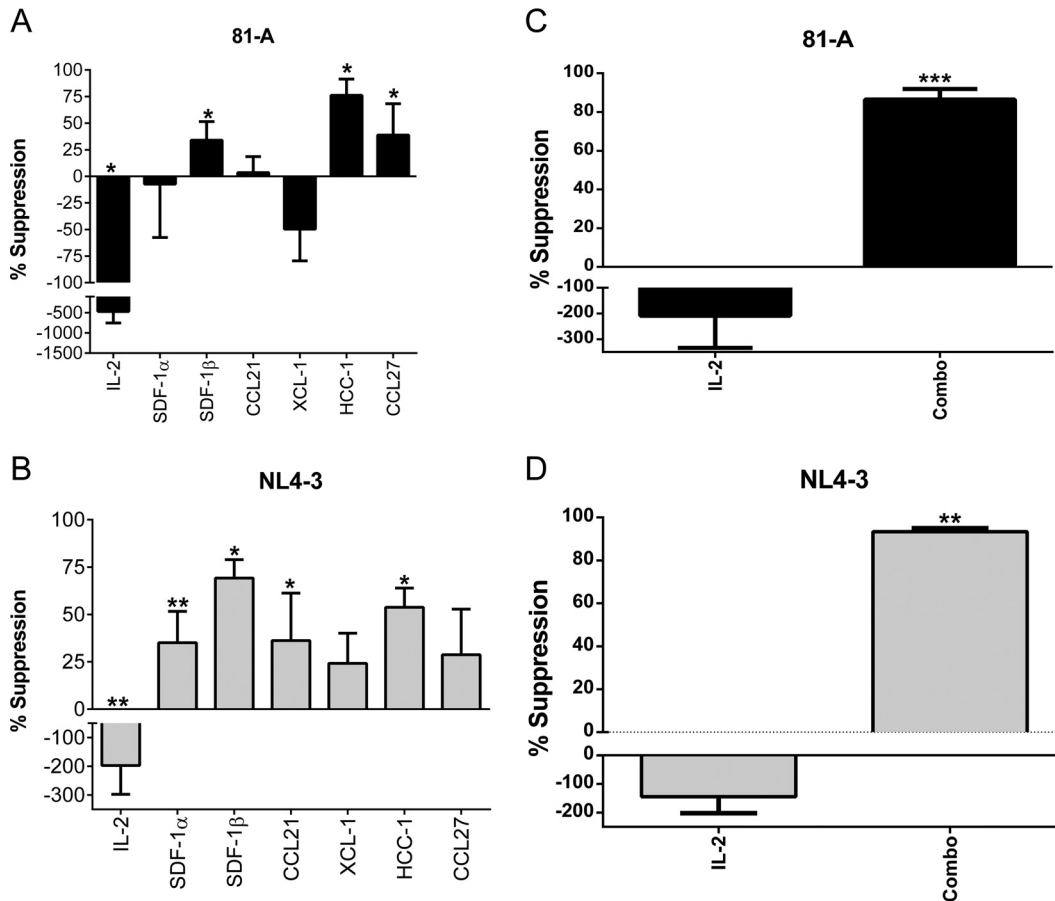 A
81-A
% Suppression
100
75
50
25
0
-25
-50
-75
-100
-500
-1000
-1500
*
*
*
*
IL-2
SDF-1α
SDF-1β
CCL21
XCL-1
HCC-1
CCL27
B
NL4-3
% Suppression
100
75
50
25
0
-100
-200
-300
**
**
*
*
*
IL-2
SDF-1α
SDF-1β
CCL21
XCL-1
HCC-1
CCL27
C
81-A
% Suppression
100
80
60
40
20
0
-100
-200
-300
***
IL-2
Combo
D
NL4-3
% Suppression
100
80
60
40
20
0
0
-100
-200
**
IL-2
Combo